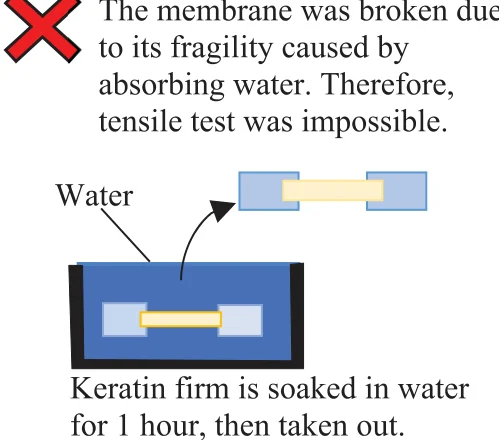 The membrane was broken due
to its fragility caused by
absorbing water. Therefore,
tensile test was impossible.
Water
Keratin firm is soaked in water
for 1 hour, then taken out.